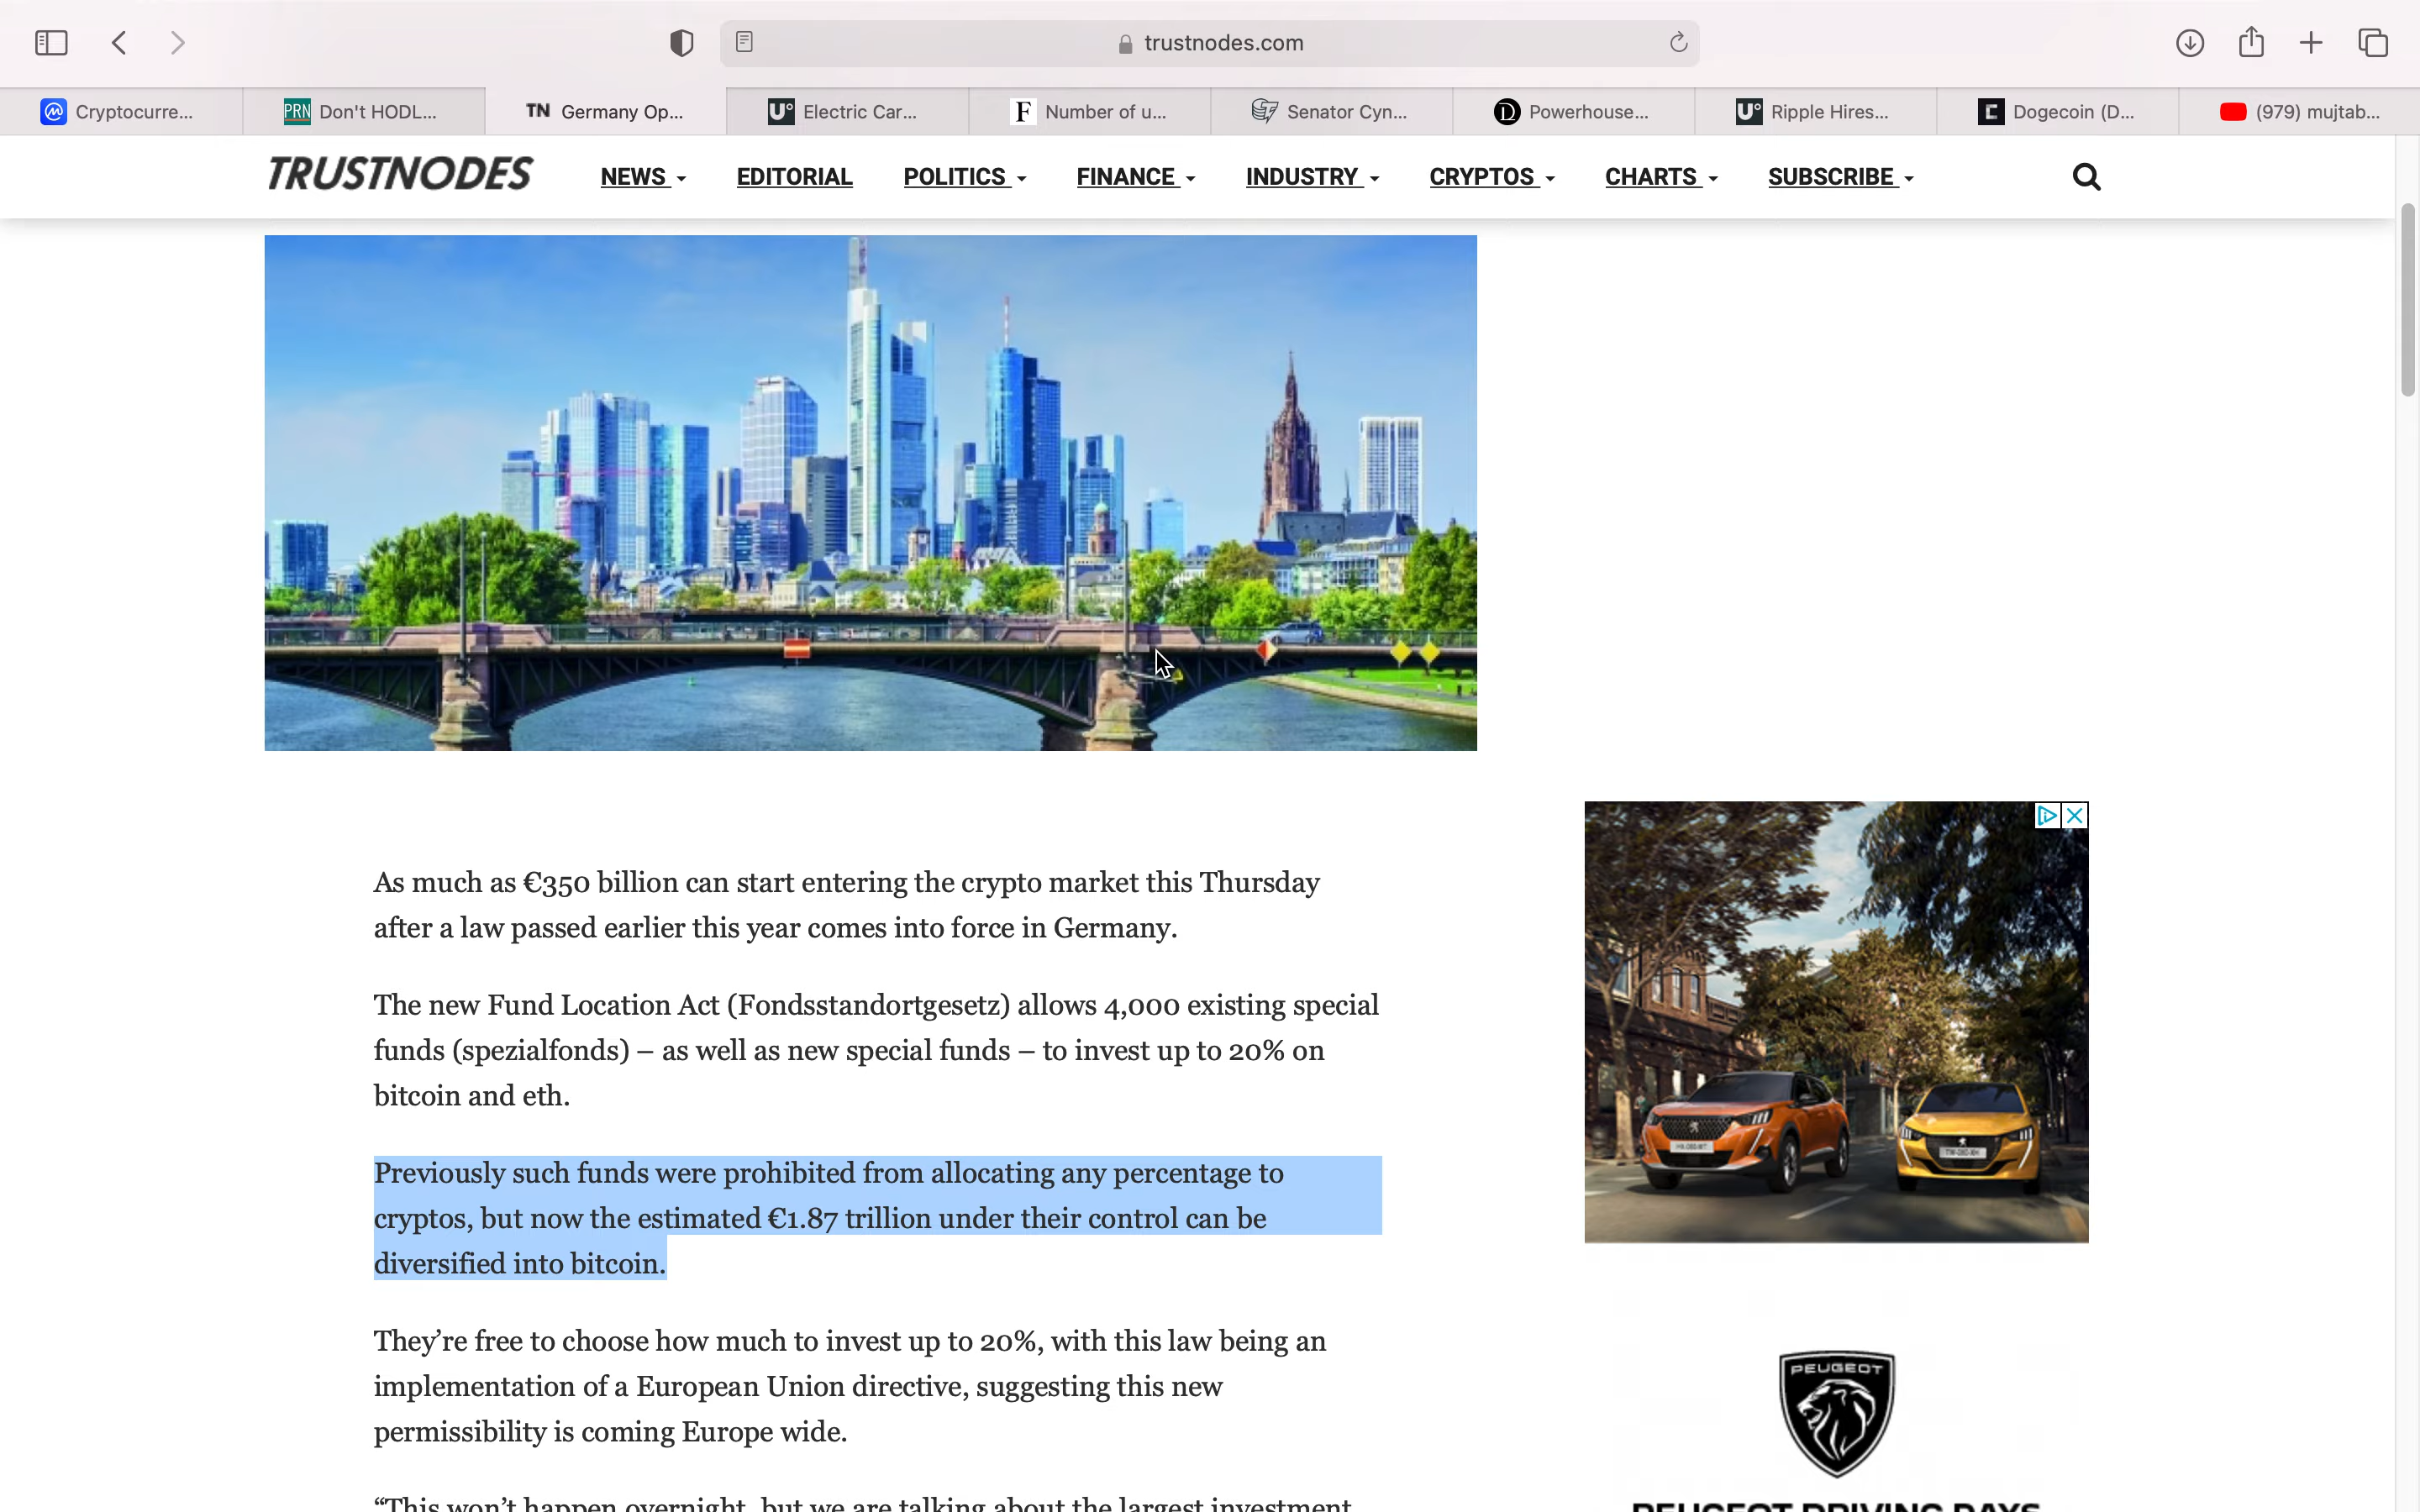 trustnodes.com
Cryptocurre...
PRN Don't HODL...
TN Germany Op...
U° Electric Car...
F Number of u...
Senator Cyn...
D Powerhouse...
U° Ripple Hires...
Dogecoin (D...
(979) mujtab...
TRUSTNODES
NEWS
EDITORIAL
POLITICS
FINANCE
INDUSTRY
CRYPTOS
CHARTS
SUBSCRIBE
As much as €350 billion can start entering the crypto market this Thursday
after a law passed earlier this year comes into force in Germany.
The new Fund Location Act (Fondsstandortgesetz) allows 4,000 existing special
funds (spezialfonds) – as well as new special funds – to invest up to 20% on
bitcoin and eth.
Previously such funds were prohibited from allocating any percentage to
cryptos, but now the estimated €1.87 trillion under their control can be
diversified into bitcoin.
They’re free to choose how much to invest up to 20%, with this law being an
implementation of a European Union directive, suggesting this new
permissibility is coming Europe wide.
“This won’t happen overnight, but we are talking about the largest investment
PEUGEOT
PEUGEOT DRIVING DAYS